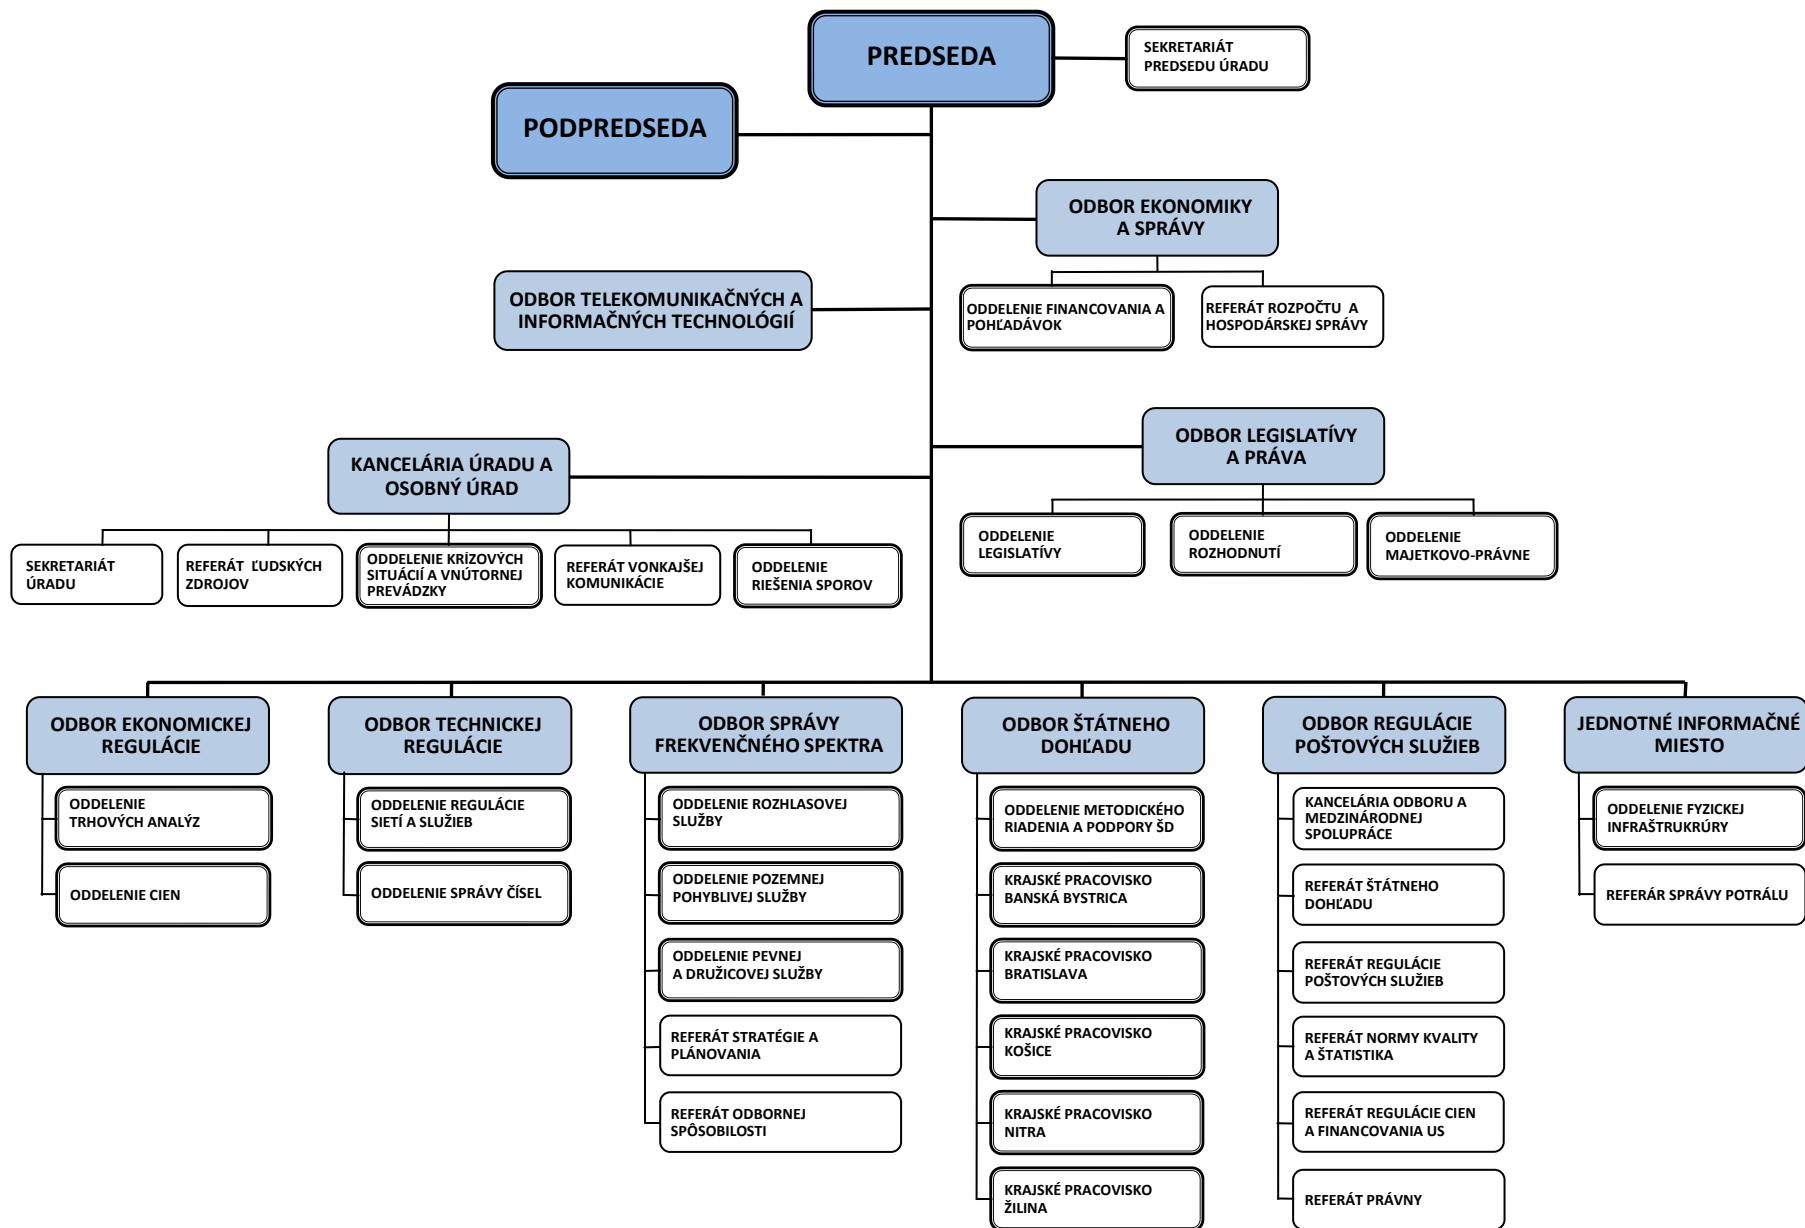 PREDSEDA
SEKRETARIÁT
PREDSEDU ÚRADU
PODPREDSEDA
ODBOR EKONOMIKY
A SPRÁVY
ODBOR TELEKOMUNIKAČNÝCH A
INFORMAČNÝCH TECHNOLÓGIÍ
ODDELENIE FINANCOVANIA A
POHĽADÁVOK
REFERÁT ROZPOČTU A
HOSPODÁRSKEJ SPRÁVY
ODBOR LEGISLATÍVY
A PRÁVA
KANCELÁRIA ÚRADU A
OSOBNÝ ÚRAD
ODDELENIE
LEGISLATÍVY
ODDELENIE
ROZHODNUTÍ
ODDELENIE
MAJETKOVO-PRÁVNE
SEKRETARIÁT
ÚRADU
REFERÁT ĽUDSKÝCH
ZDROJOV
ODDELENIE KRÍZOVÝCH
SITUÁCIÍ A VNÚTORNEJ
PREVÁDZKY
REFERÁT VONKAJŠEJ
KOMUNIKÁCIE
ODDELENIE
RIEŠENIA SPOROV
ODBOR EKONOMICKEJ
REGULÁCIE
ODDELENIE
TRHOVÝCH ANALÝZ
ODDELENIE CIEN
ODBOR TECHNICKEJ
REGULÁCIE
ODDELENIE REGULÁCIE
SIETÍ A SLUŽIEB
ODDELENIE SPRÁVY ČÍSEL
ODBOR SPRÁVY
FREKVENČNÉHO SPEKTRA
ODDELENIE ROZHLASOVEJ
SLUŽBY
ODDELENIE POZEMNEJ
POHYBLIVEJ SLUŽBY
ODDELENIE PEVNEJ
A DRUŽICOVEJ SLUŽBY
REFERÁT STRATÉGIE A
PLÁNOVANIA
REFERÁT ODBORNEJ
SPÔSOBILOSTI
ODBOR ŠTÁTNEHO
DOHĽADU
ODDELENIE METODICKÉHO
RIADENIA A PODPORY ŠD
KRAJSKÉ PRACOVISKO
BANSKÁ BYSTRICA
KRAJSKÉ PRACOVISKO
BRATISLAVA
KRAJSKÉ PRACOVISKO
KOŠICE
KRAJSKÉ PRACOVISKO
NITRA
KRAJSKÉ PRACOVISKO
ŽILINA
ODBOR REGULÁCIE
POŠTOVÝCH SLUŽIEB
KANCELÁRIA ODBORU A
MEDZINÁRODNEJ
SPOLUPRÁCE
REFERÁT ŠTÁTNEHO
DOHĽADU
REFERÁT REGULÁCIE
POŠTOVÝCH SLUŽIEB
REFERÁT NORMY KVALITY
A ŠTATISTIKA
REFERÁT REGULÁCIE CIEN
A FINANCOVANIA US
REFERÁT PRÁVNY
JEDNOTNÉ INFORMAČNÉ
MIESTO
ODDELENIE FYZICKEJ
INFRAŠTRUKRÚRY
REFERÁR SPRÁVY POTRÁLU